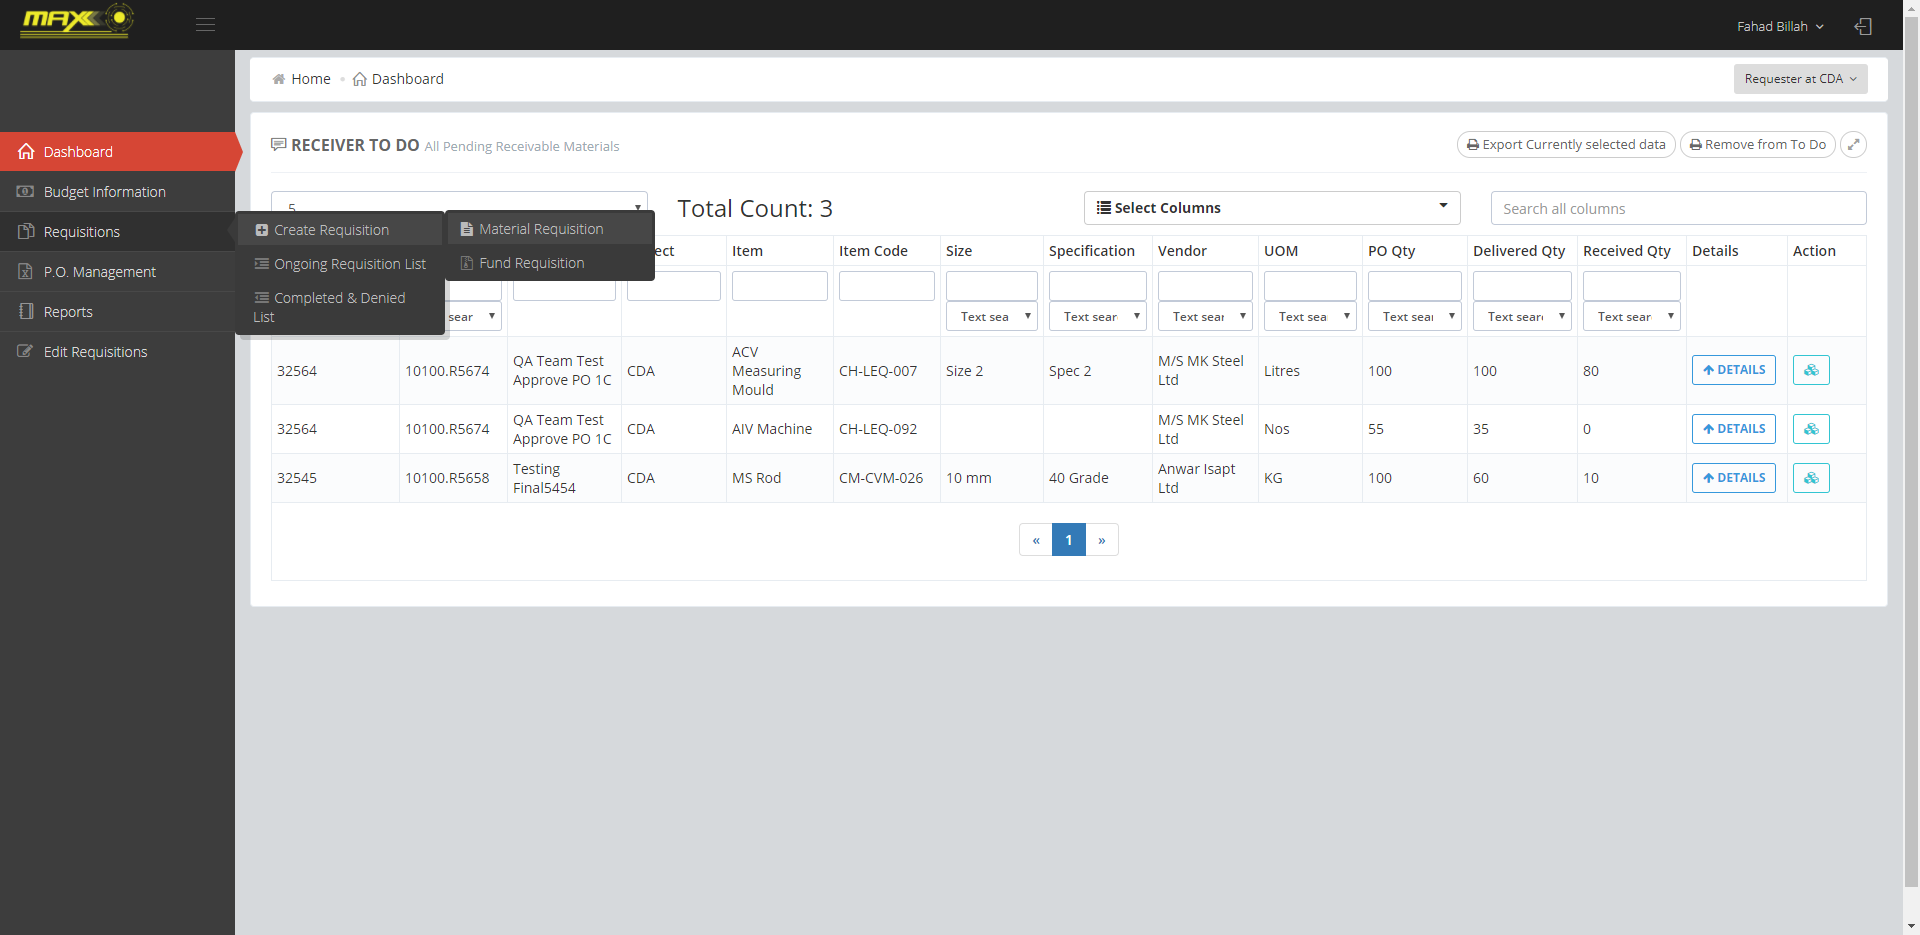 MAX
Fahad Billah
Home
Dashboard
Requester at CDA
Dashboard
Budget Information
Requisitions
P.O. Management
Reports
Edit Requisitions
Create Requisition
Ongoing Requisition List
Completed & Denied
List
Material Requisition
Fund Requisition
RECEIVER TO DO All Pending Receivable Materials
Export Currently selected data
Remove from To Do
5
Total Count: 3
Select Columns
Search all columns
ect Item Item Code Size Specification Vendor UOM PO Qty Delivered Qty Received Qty Details Action
sear Text sea Text sear Text sear Text sea Text sear Text sear Text sear
32564 10100.R5674 QA Team Test Approve PO 1C CDA ACV Measuring Mould CH-LEQ-007 Size 2 Spec 2 M/S MK Steel Ltd Litres 100 100 80 DETAILS
32564 10100.R5674 QA Team Test Approve PO 1C CDA AIV Machine CH-LEQ-092 M/S MK Steel Ltd Nos 55 35 0 DETAILS
32545 10100.R5658 Testing Final5454 CDA MS Rod CM-CVM-026 10 mm 40 Grade Anwar Isapt Ltd KG 100 60 10 DETAILS
« 1 »